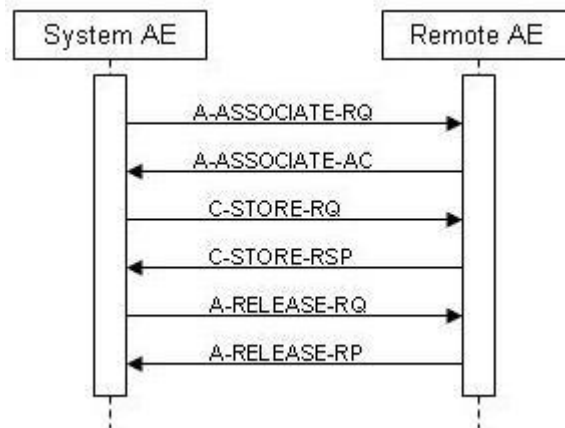 System AE
Remote AE
A-ASSOCIATE-RQ
A-ASSOCIATE-AC
C-STORE-RQ
C-STORE-RSP
A-RELEASE-RQ
A-RELEASE-RP